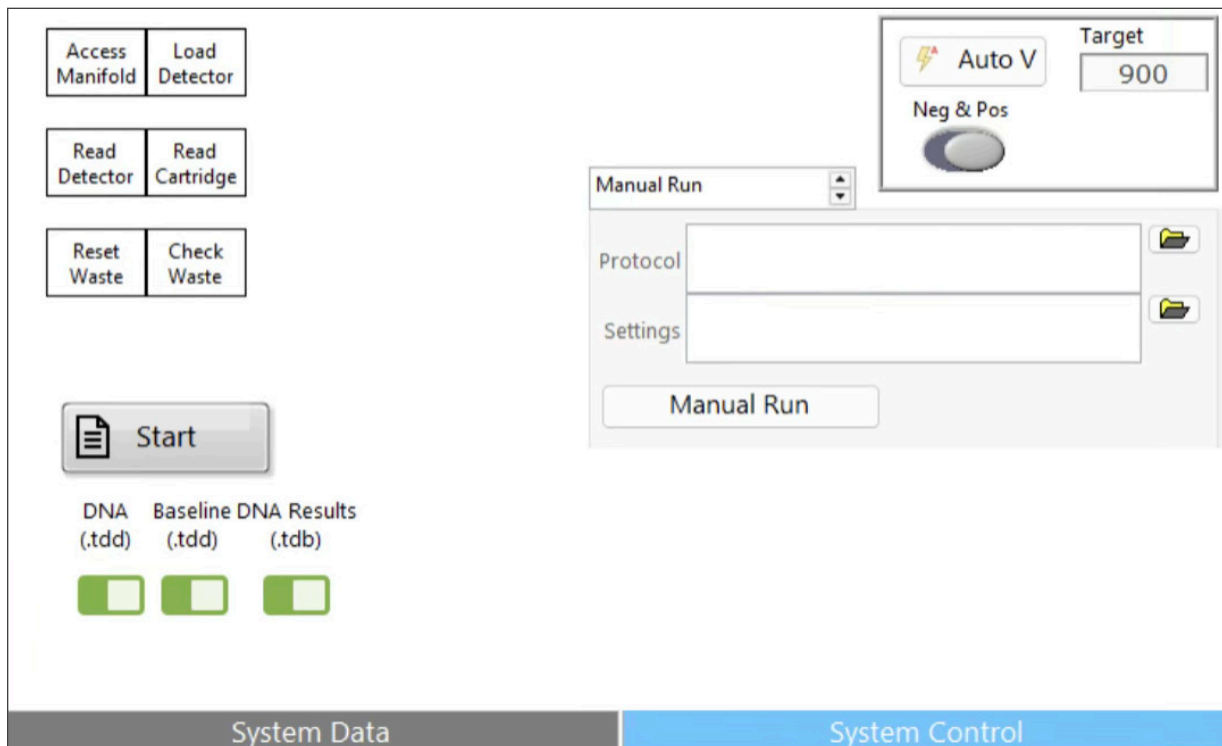 Access Manifold
Load Detector
Read Detector
Read Cartridge
Reset Waste
Check Waste
Auto V
Target
900
Neg & Pos
Manual Run
Protocol
Settings
Manual Run
Start
DNA (.tdd)
Baseline (.tdd)
DNA Results (.tdb)
System Data
System Control